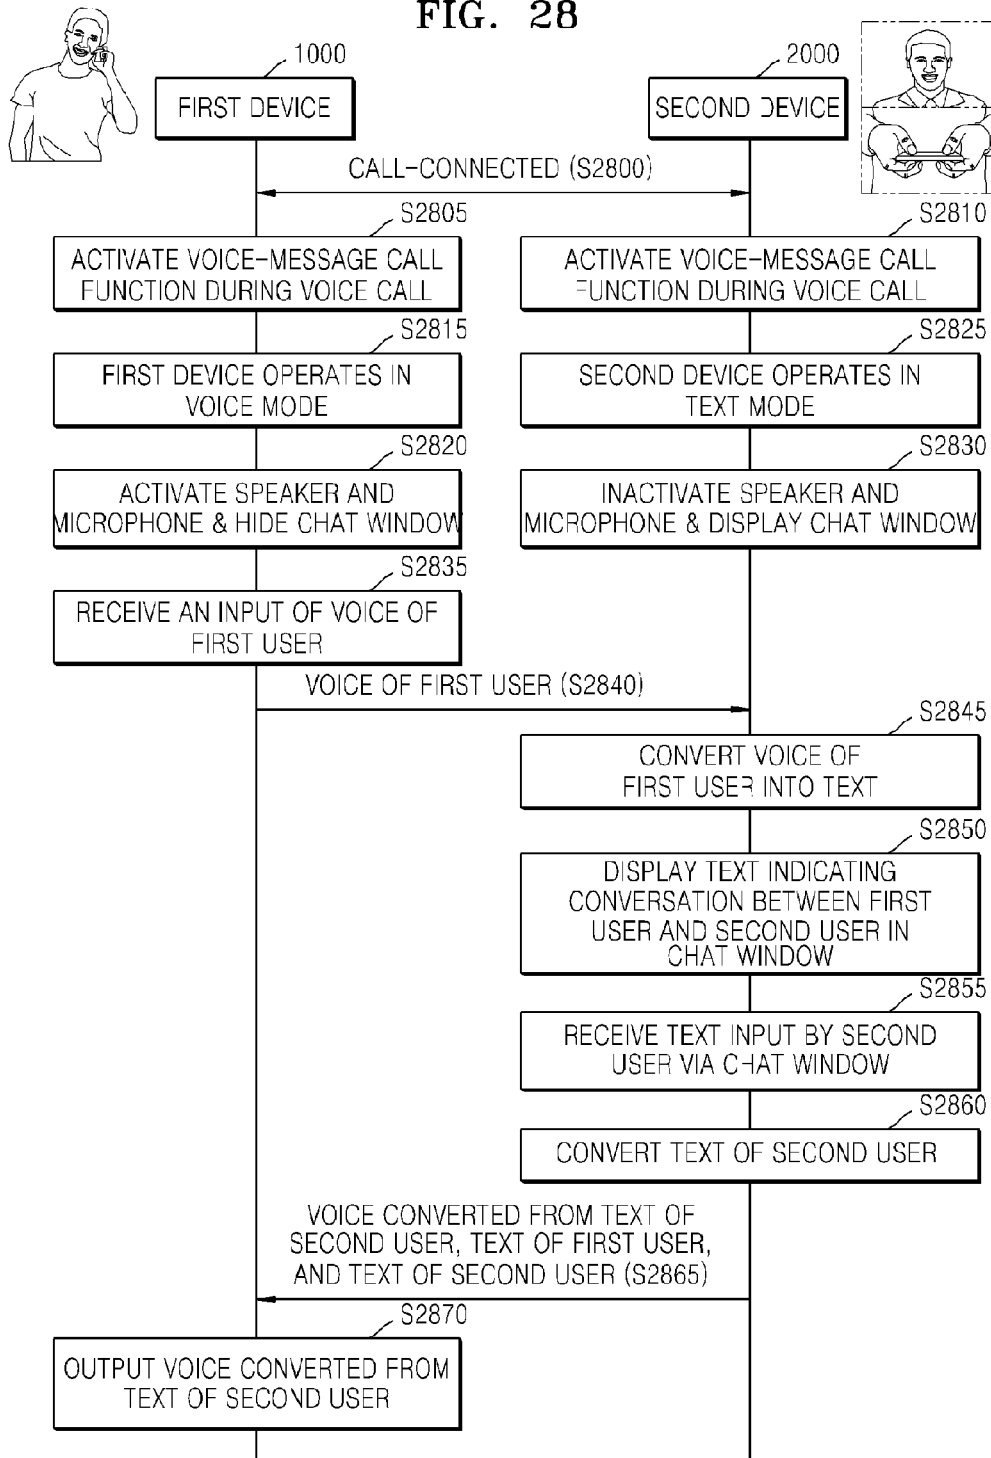 FIG. 28
1000
2000
FIRST DEVICE
SECOND DEVICE
CALL-CONNECTED (S2800)
S2805
S2810
ACTIVATE VOICE-MESSAGE CALL
FUNCTION DURING VOICE CALL
ACTIVATE VOICE-MESSAGE CALL
FUNCTION DURING VOICE CALL
S2815
S2825
FIRST DEVICE OPERATES IN
VOICE MODE
SECOND DEVICE OPERATES IN
TEXT MODE
S2820
S2830
ACTIVATE SPEAKER AND
MICROPHONE & HIDE CHAT WINDOW
INACTIVATE SPEAKER AND
MICROPHONE & DISPLAY CHAT WINDOW
S2835
RECEIVE AN INPUT OF VOICE OF
FIRST USER
VOICE OF FIRST USER (S2840)
S2845
CONVERT VOICE OF
FIRST USER INTO TEXT
S2850
DISPLAY TEXT INDICATING
CONVERSATION BETWEEN FIRST
USER AND SECOND USER IN
CHAT WINDOW
S2855
RECEIVE TEXT INPUT BY SECOND
USER VIA CHAT WINDOW
S2860
CONVERT TEXT OF SECOND USER
VOICE CONVERTED FROM TEXT OF
SECOND USER, TEXT OF FIRST USER,
AND TEXT OF SECOND USER (S2865)
S2870
OUTPUT VOICE CONVERTED FROM
TEXT OF SECOND USER